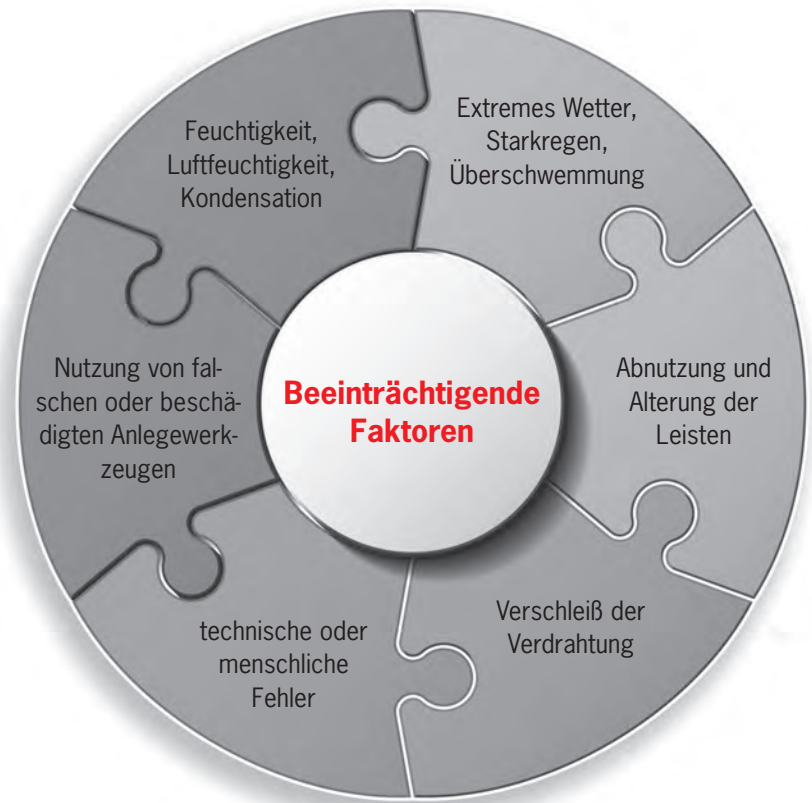 Feuchtigkeit,
Luftfeuchtigkeit,
Kondensation
Extremes Wetter,
Starkregen,
Überschwemmung
Nutzung von fal-
schen oder beschä-
digten Anlegewerk-
zeugen
Beeinträchtigende
Faktoren
Abnutzung und
Alterung der
Leisten
technische oder
menschliche
Fehler
Verschleiß der
Verdrahtung